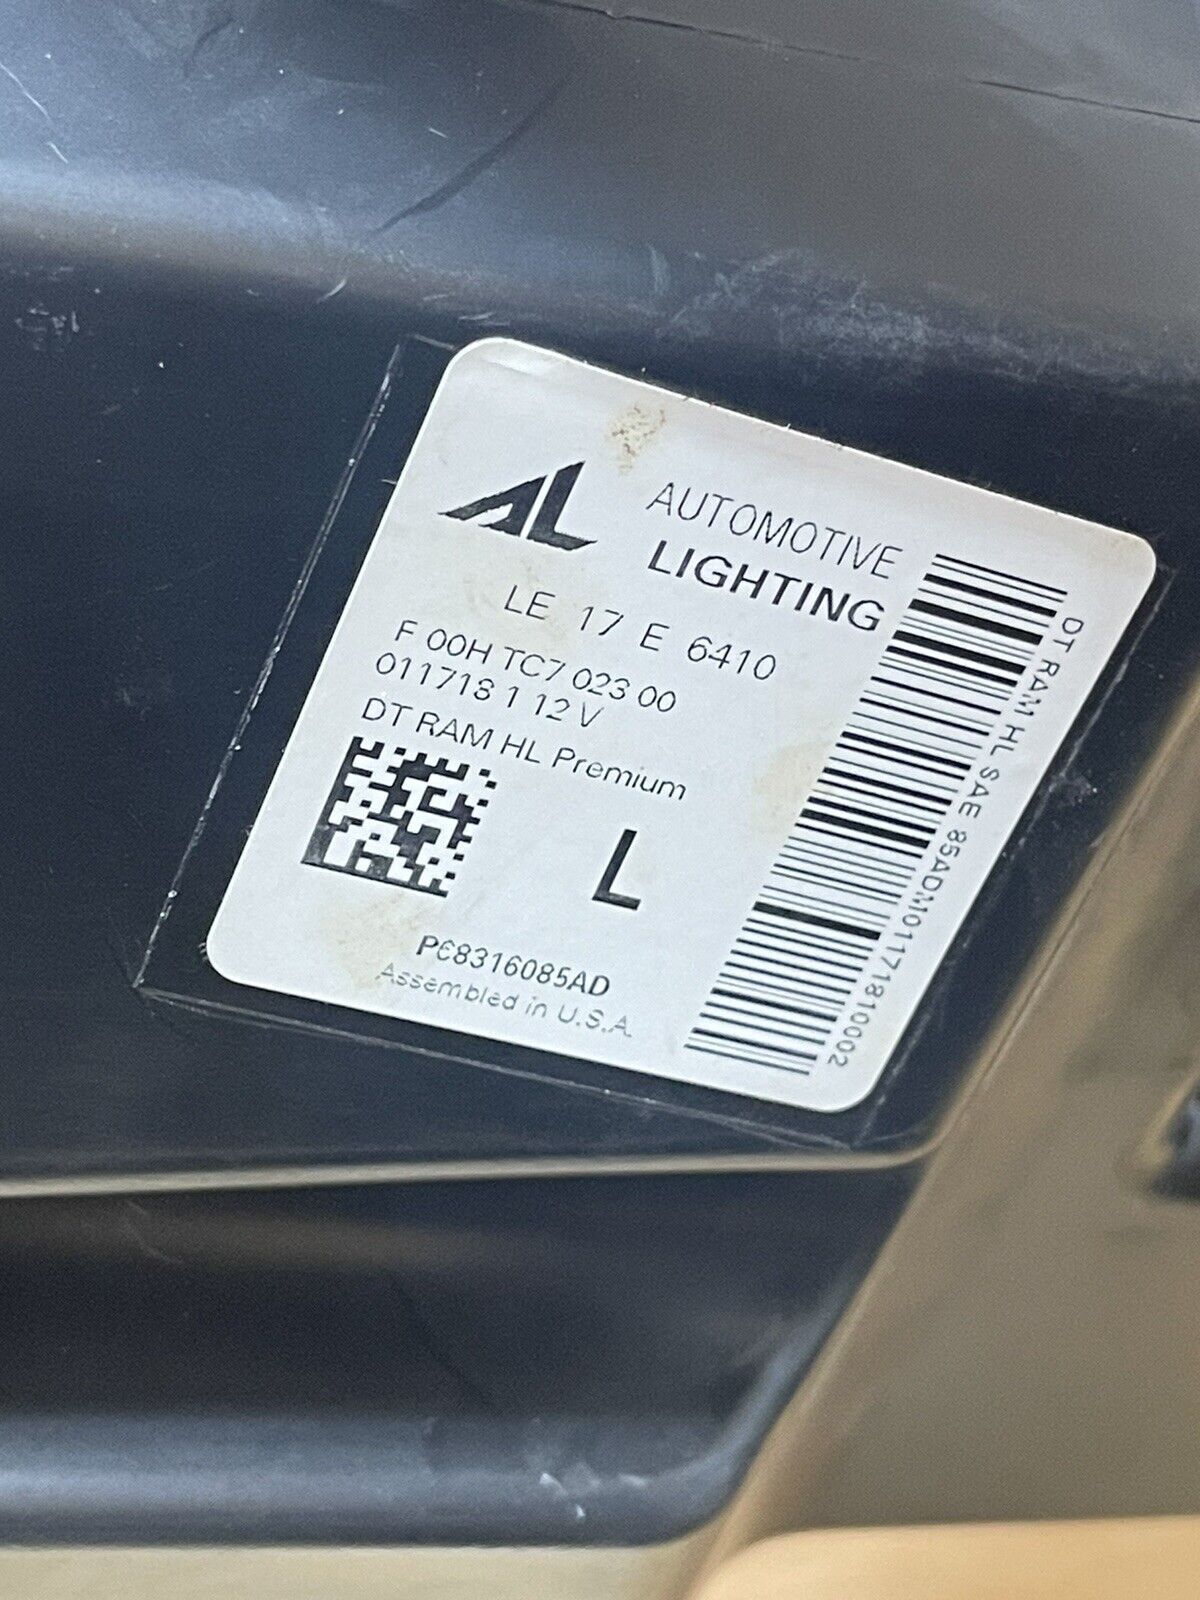 AL
AUTOMOTIVE
LIGHTING
LE 17 E 6410
F 00H TC7 023 00
011718 1 12 V
DT RAM HL Premium
L
P68316085AD
Assembled in U.S.A.
DT RAM HL SAE 85ADM01171810002